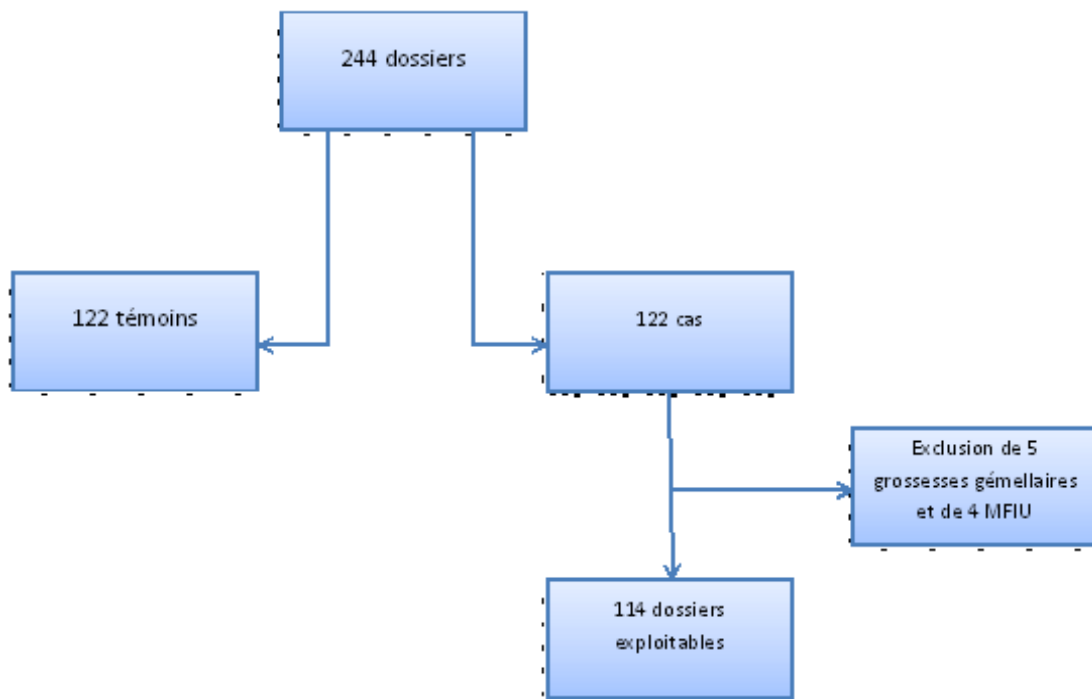 244 dossiers
122 témoins
122 cas
Exclusion de 5
grossesses gémellaires
et de 4 MFIU
114 dossiers
exploitables